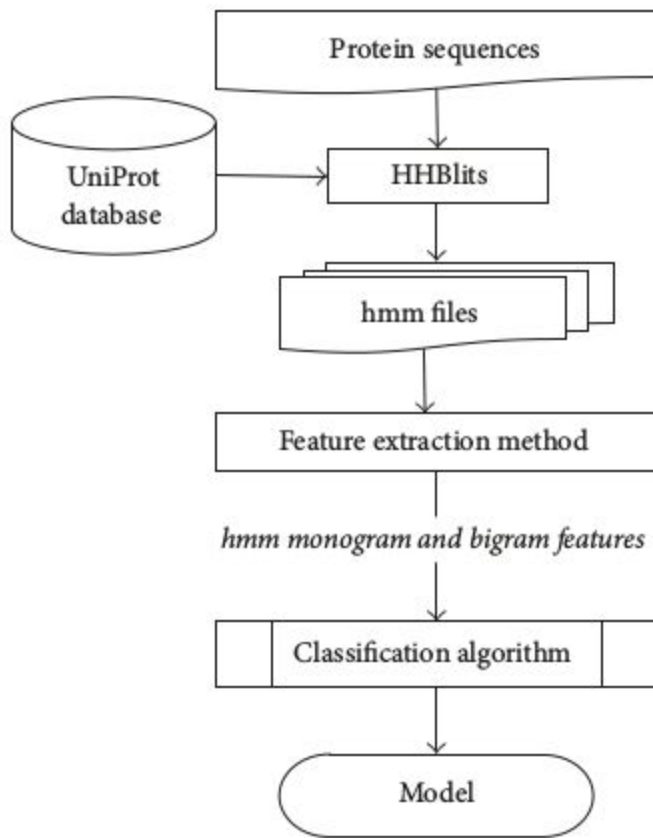 Protein sequences
UniProt
database
HHBlits
hmm files
Feature extraction method
hmm monogram and bigram features
Classification algorithm
Model